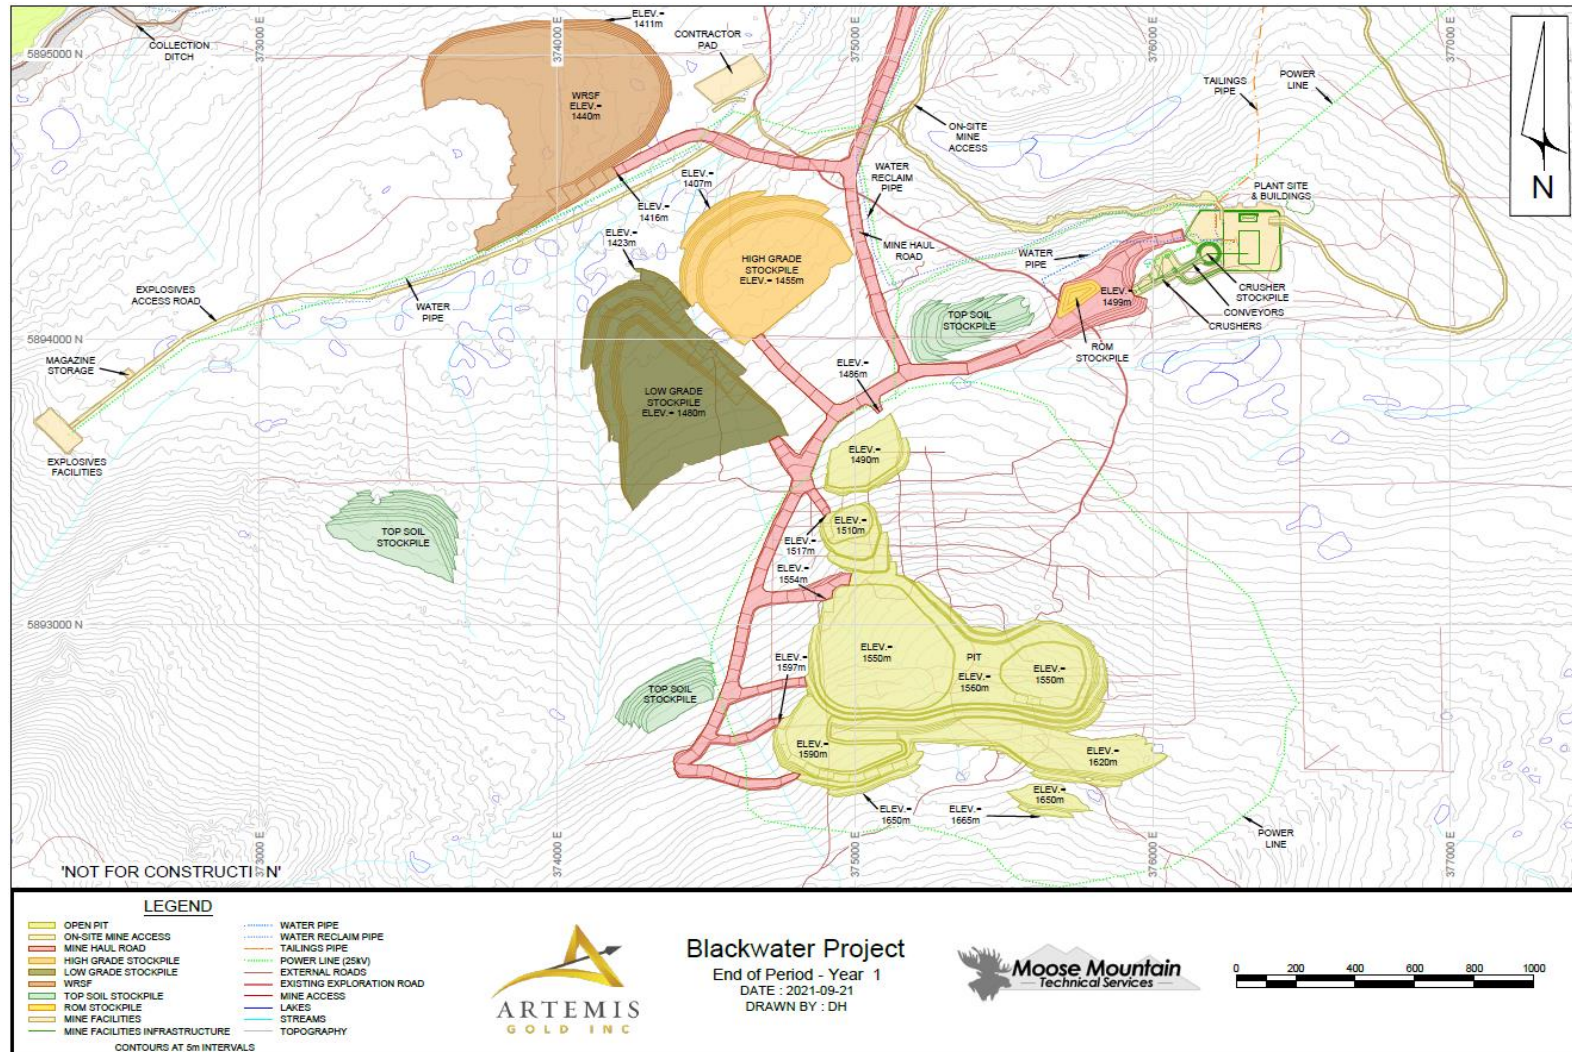 373000 E
374000 E
375000 E
376000 E
377000 E
5895000 N
5894000 N
5893000 N
COLLECTION
DITCH
ELEV.=
1411m
CONTRACTOR
PAD
WRSF
ELEV.=
1440m
TAILINGS
PIPE
POWER
LINE
N
ON-SITE
MINE
ACCESS
WATER
RECLAIM
PIPE
ELEV.=
1407m
ELEV.=
1416m
ELEV.=
1423m
PLANT SITE
& BUILDINGS
HIGH GRADE
STOCKPILE
ELEV.= 1455m
MINE HAUL
ROAD
WATER
PIPE
ELEV.=
1499m
CRUSHER
STOCKPILE
CONVEYORS
CRUSHERS
EXPLOSIVES
ACCESS ROAD
WATER
PIPE
TOP SOIL
STOCKPILE
ROM
STOCKPILE
MAGAZINE
STORAGE
ELEV.=
1486m
LOW GRADE
STOCKPILE
ELEV.= 1480m
EXPLOSIVES
FACILITIES
ELEV.=
1490m
TOP SOIL
STOCKPILE
ELEV.=
1510m
ELEV.=
1517m
ELEV.=
1554m
ELEV.=
1550m
PIT
ELEV.=
1560m
ELEV.=
1550m
ELEV.=
1597m
TOP SOIL
STOCKPILE
ELEV.=
1590m
ELEV.=
1620m
ELEV.=
1650m
ELEV.=
1650m
ELEV.=
1665m
POWER
LINE
373000 E
374000 E
375000 E
376000 E
377000 E
'NOT FOR CONSTRUCTI N'
LEGEND
OPEN PIT
ON-SITE MINE ACCESS
MINE HAUL ROAD
HIGH GRADE STOCKPILE
LOW GRADE STOCKPILE
WRSF
TOP SOIL STOCKPILE
ROM STOCKPILE
MINE FACILITIES
MINE FACILITIES INFRASTRUCTURE
CONTOURS AT 5m INTERVALS
WATER PIPE
WATER RECLAIM PIPE
TAILINGS PIPE
POWER LINE (25kV)
EXTERNAL ROADS
EXISTING EXPLORATION ROAD
MINE ACCESS
LAKES
STREAMS
TOPOGRAPHY
ARTEMIS
GOLD INC
Blackwater Project
End of Period - Year 1
DATE : 2021-09-21
DRAWN BY : DH
Moose Mountain
Technical Services
0 200 400 600 800 1000